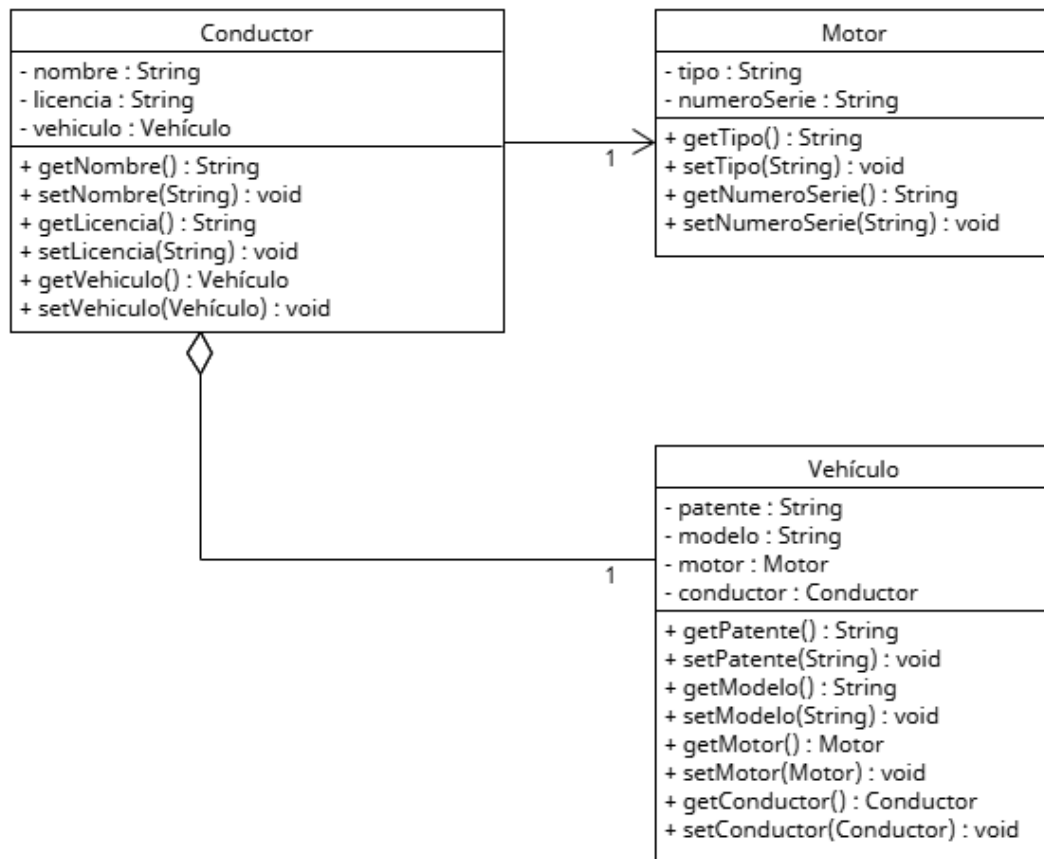 Conductor
- nombre : String
- licencia : String
- vehiculo : Vehículo
+ getNombre() : String
+ setNombre(String) : void
+ getLicencia() : String
+ setLicencia(String) : void
+ getVehiculo() : Vehículo
+ setVehiculo(Vehículo) : void
1
Motor
- tipo : String
- numeroSerie : String
+ getTipo() : String
+ setTipo(String) : void
+ getNumeroSerie() : String
+ setNumeroSerie(String) : void
1
Vehículo
- patente : String
- modelo : String
- motor : Motor
- conductor : Conductor
+ getPatente() : String
+ setPatente(String) : void
+ getModelo() : String
+ setModelo(String) : void
+ getMotor() : Motor
+ setMotor(Motor) : void
+ getConductor() : Conductor
+ setConductor(Conductor) : void